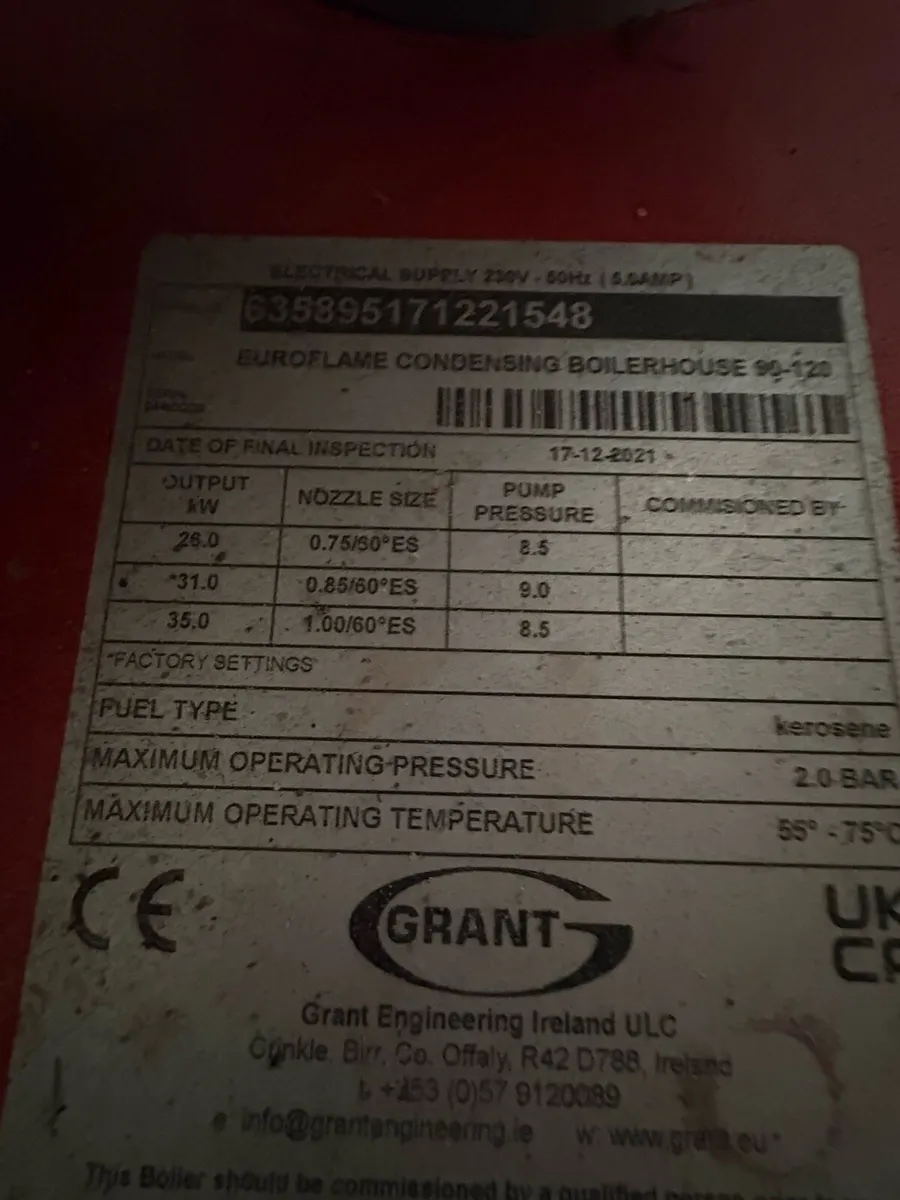 ELECTRICAL SUPPLY 230V - 50Hz ( 5.0AMP )
635895171221548
EUROFLAME CONDENSING BOILERHOUSE 90-120
DATE OF FINAL INSPECTION 17-12-2021
OUTPUT kW NOZZLE SIZE PUMP PRESSURE COMMISIONED BY
26.0 0.75/60°ES 8.5
*31.0 0.85/60°ES 9.0
35.0 1.00/60°ES 8.5
*FACTORY SETTINGS
FUEL TYPE kerosene
MAXIMUM OPERATING PRESSURE 2.0 BAR
MAXIMUM OPERATING TEMPERATURE 55° - 75°C
CE GRANT UK
CA
Grant Engineering Ireland ULC
Crinkle, Birr, Co. Offaly, R42 D788, Ireland
t. +353 (0)57 9120089
e info@grantengineering.ie w: www.grant.eu
This Boiler should be commissioned by a qualified